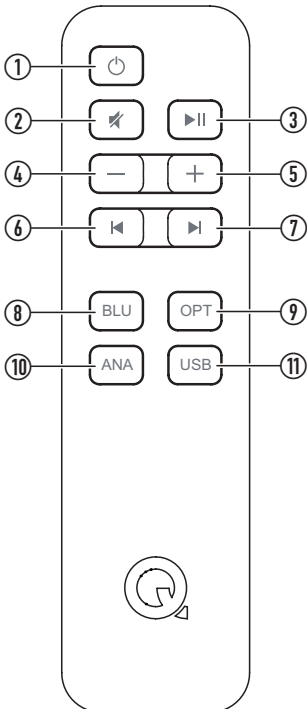 ①
② ③
④ ⑤
⑥ ⑦
BLU OPT
⑧ ⑨
⑩ ANA USB ⑪